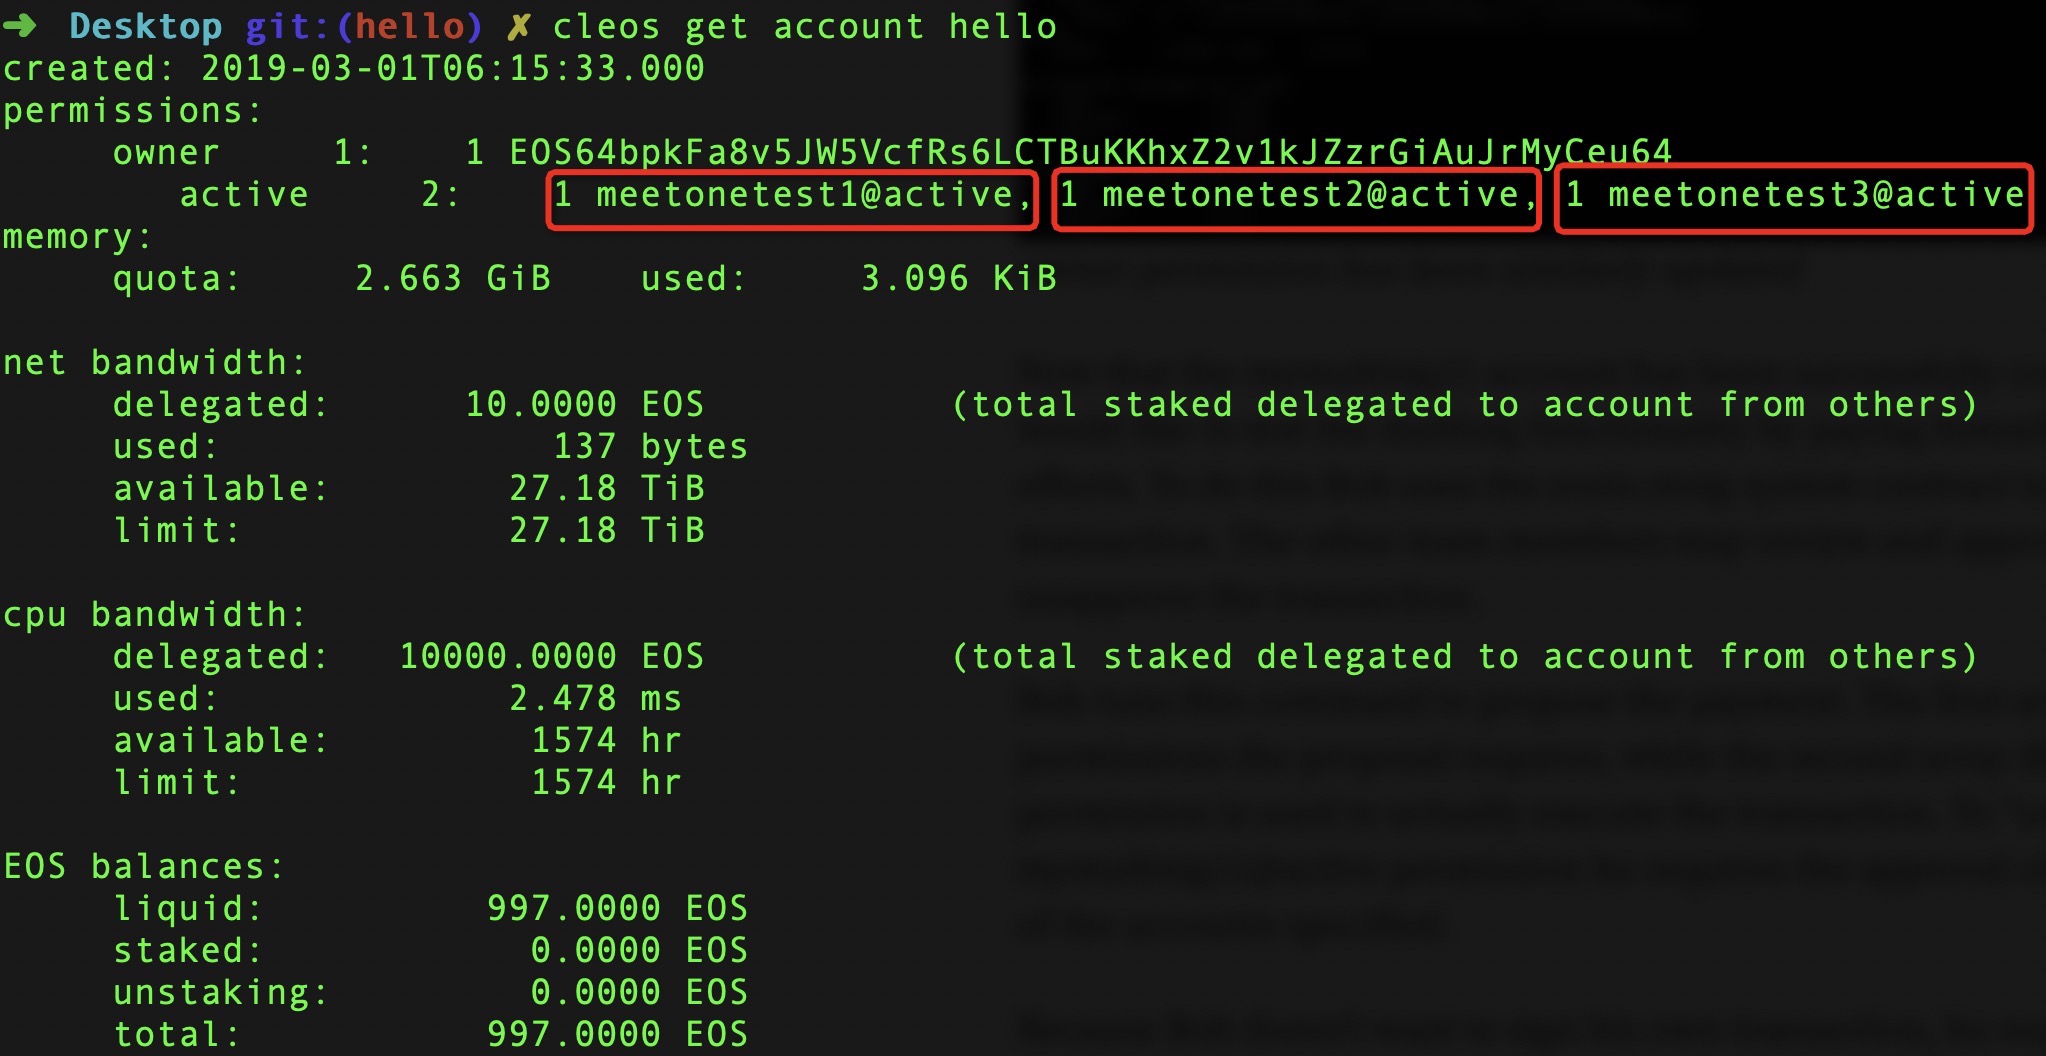 ➜ Desktop git:(hello) ✗ cleos get account hello
created: 2019-03-01T06:15:33.000
permissions:
owner 1: 1 EOS64bpkFa8v5JW5VcfRs6LCTBuKKhxZ2v1kJZzrGiAuJrMyCeu64
active 2: 1 meetonetest1@active, 1 meetonetest2@active, 1 meetonetest3@active
memory:
quota: 2.663 GiB used: 3.096 KiB
net bandwidth:
delegated: 10.0000 EOS (total staked delegated to account from others)
used: 137 bytes
available: 27.18 TiB
limit: 27.18 TiB
cpu bandwidth:
delegated: 10000.0000 EOS (total staked delegated to account from others)
used: 2.478 ms
available: 1574 hr
limit: 1574 hr
EOS balances:
liquid: 997.0000 EOS
staked: 0.0000 EOS
unstaking: 0.0000 EOS
total: 997.0000 EOS